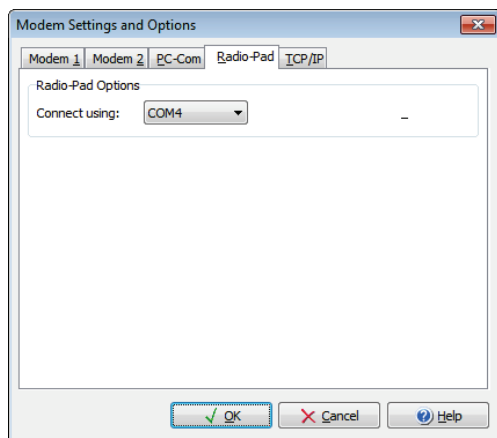 Modem Settings and Options
Modem 1 Modem 2 PC-Com Radio-Pad TCP/IP
Radio-Pad Options
Connect using: COM4 _
OK Cancel Help